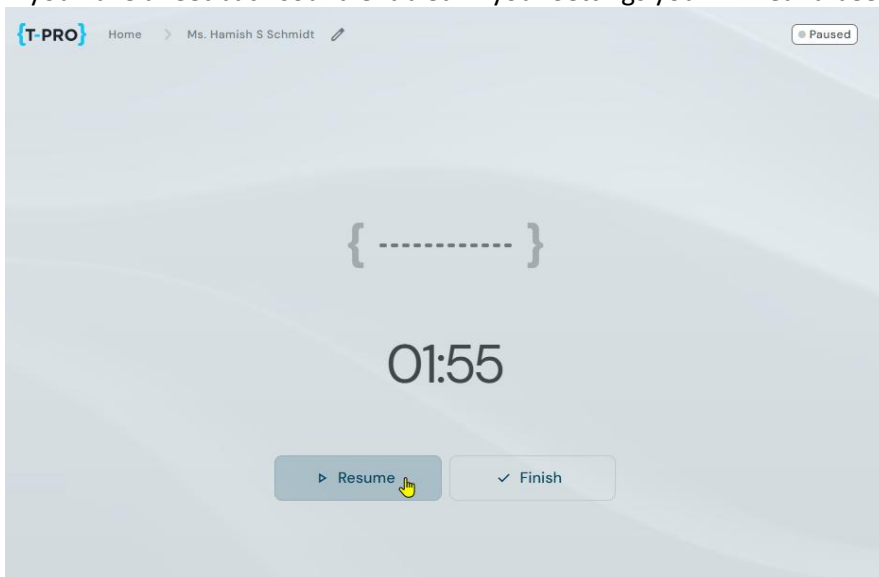 {T-PRO} Home > Ms. Hamish S Schmidt Paused
{ ------------ }
01:55
Resume Finish